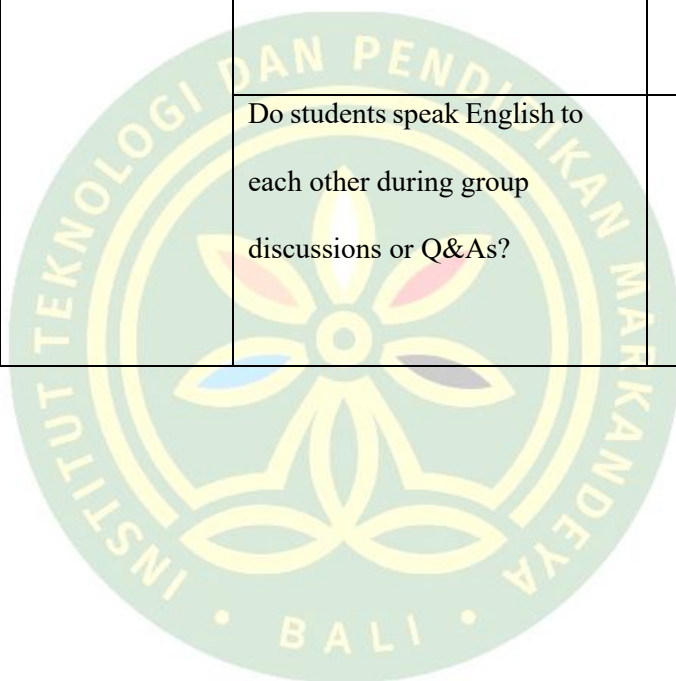 Do students speak English to
each other during group
discussions or Q&As?
INSTITUT TEKNOLOGI DAN PENDIDIKAN MARKANDEYA
• BALI •